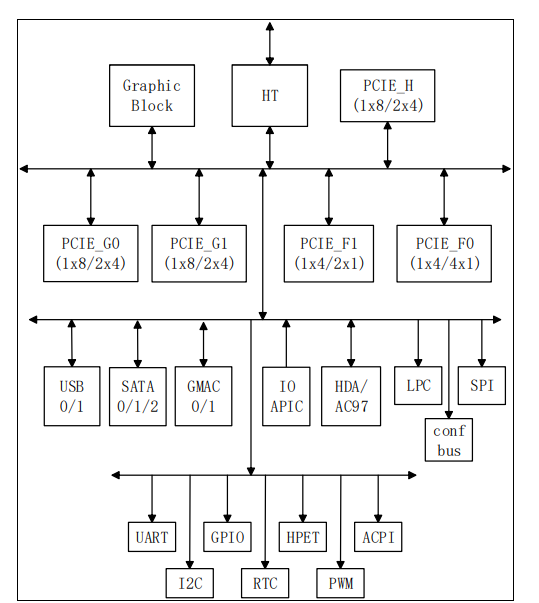 Graphic
Block
HT
PCIE_H
(1x8/2x4)
PCIE_G0
(1x8/2x4)
PCIE_G1
(1x8/2x4)
PCIE_F1
(1x4/2x1)
PCIE_F0
(1x4/4x1)
USB
0/1
SATA
0/1/2
GMAC
0/1
IO
APIC
HDA/
AC97
LPC
SPI
conf
bus
UART
GPIO
HPET
ACPI
I2C
RTC
PWM